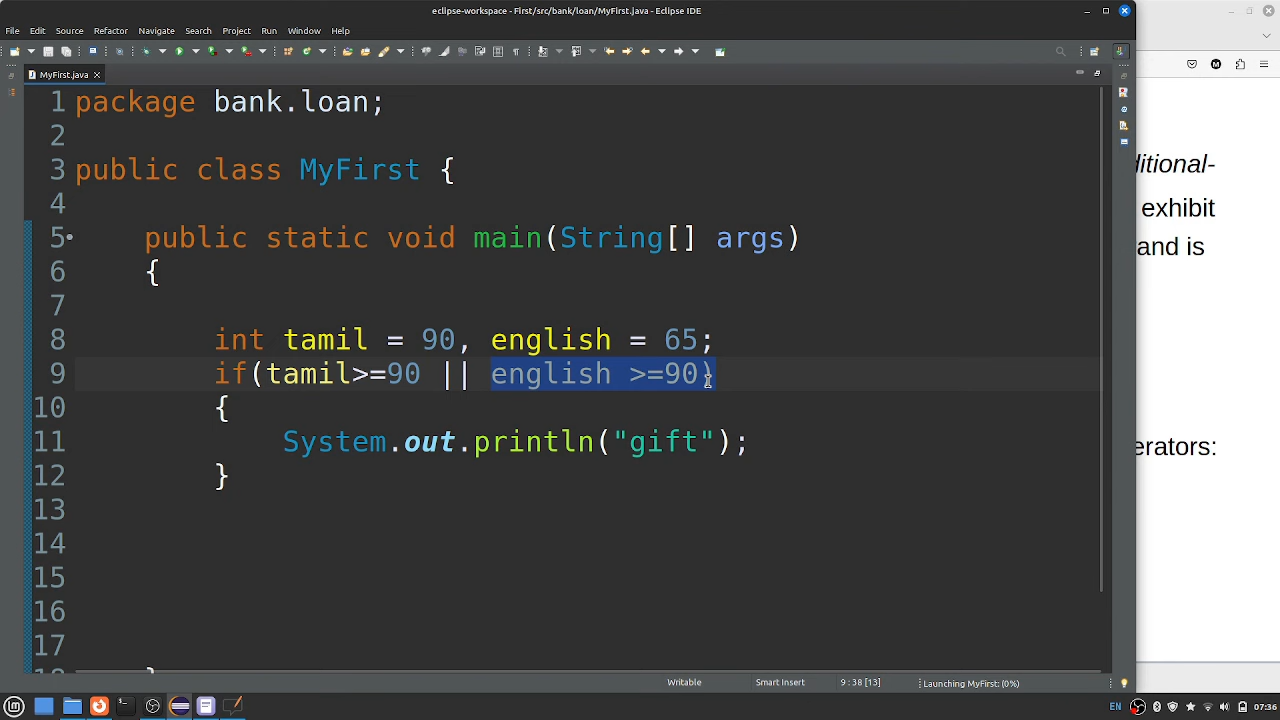 eclipse-workspace - First/src/bank/loan/MyFirst.java - Eclipse IDE
File Edit Source Refactor Navigate Search Project Run Window Help
MyFirst.java
1 package bank.loan;
2
3 public class MyFirst {
4
5 public static void main(String[] args)
6 {
7
8 int tamil = 90, english = 65;
9 if(tamil>=90 || english >=90)
10 {
11 System.out.println("gift");
12 }
13
14
15
16
17
}
ditional-
exhibit
and is
erators:
Writable Smart Insert 9:38 [13] Launching MyFirst: (0%)
EN 07:36